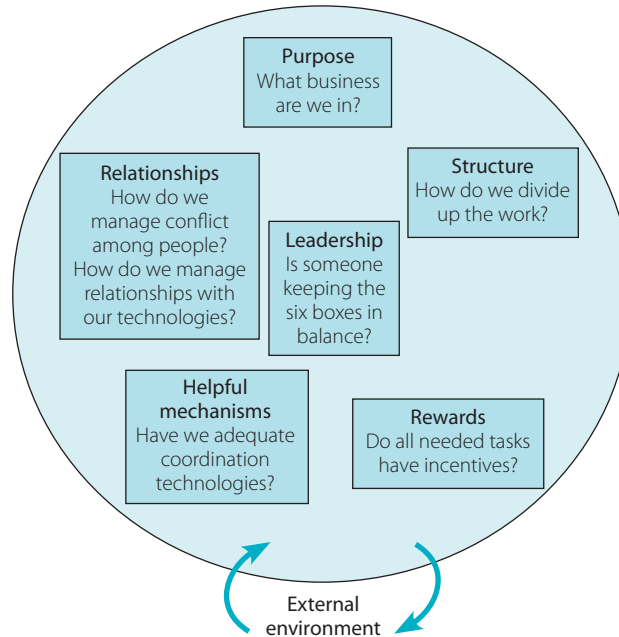 Purpose
What business
are we in?
Relationships
How do we
manage conflict
among people?
How do we manage
relationships with
our technologies?
Structure
How do we divide
up the work?
Leadership
Is someone
keeping the
six boxes in
balance?
Helpful
mechanisms
Have we adequate
coordination
technologies?
Rewards
Do all needed tasks
have incentives?
External
environment